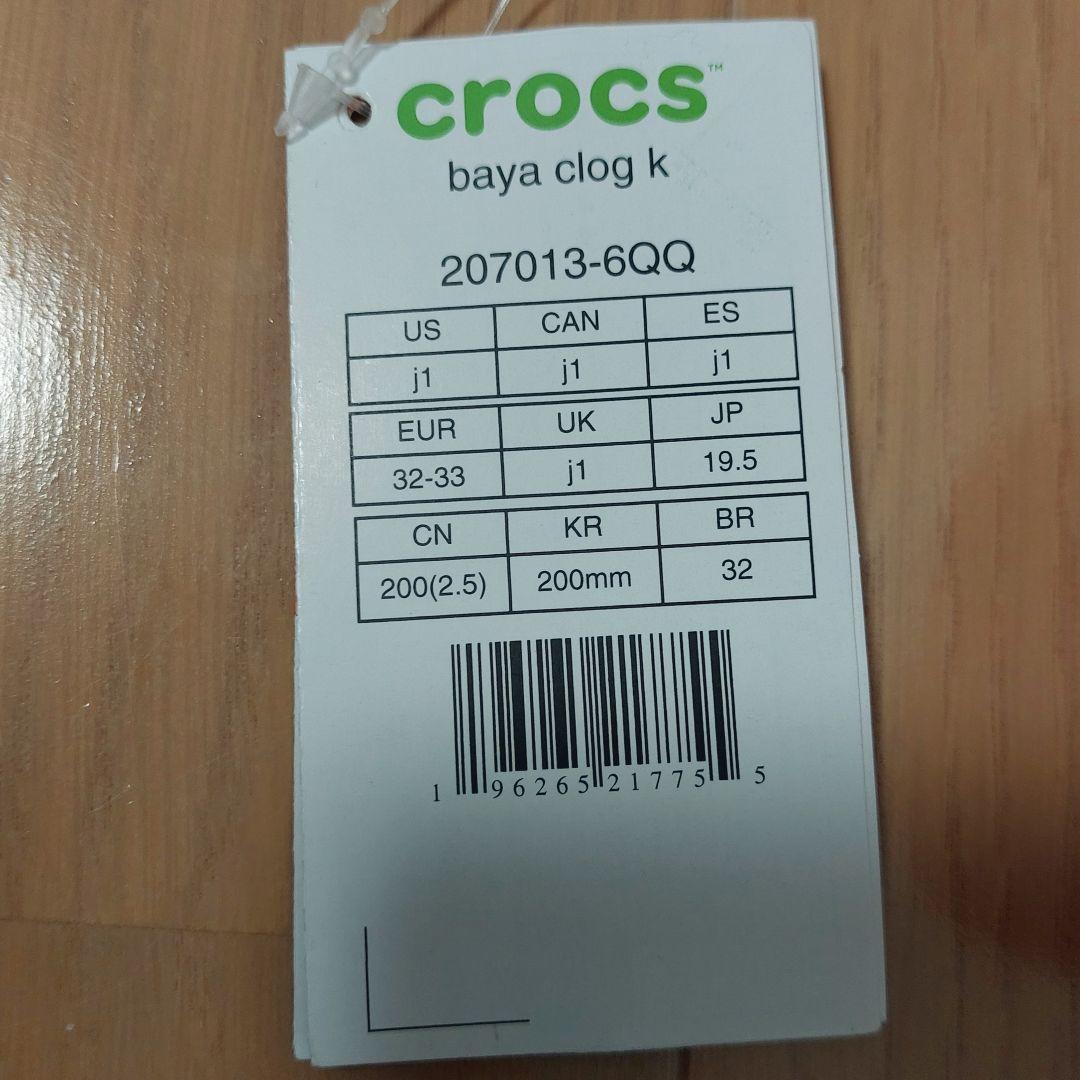 crocs™
baya clog k
207013-6QQ
US CAN ES
j1 j1 j1
EUR UK JP
32-33 j1 19.5
CN KR BR
200(2.5) 200mm 32
1 96265 21775 5